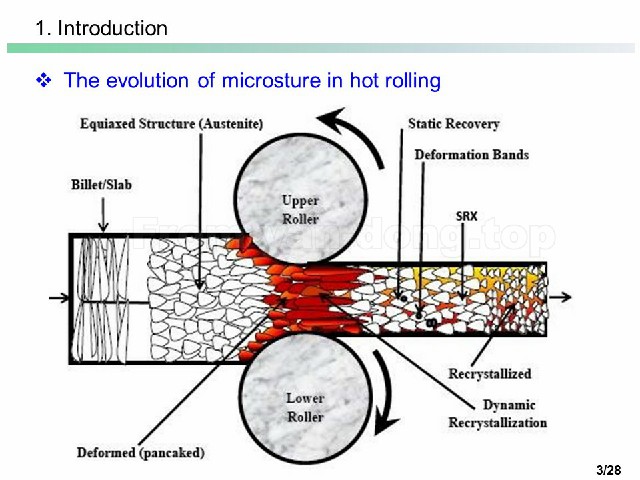 1. Introduction
❖ The evolution of microsture in hot rolling
Equiaxed Structure (Austenite)
Static Recovery
Deformation Bands
Billet/Slab
SRX
Upper
Roller
Lower
Roller
Recrystallized
Dynamic
Recrystallization
Deformed (pancaked)
3/28